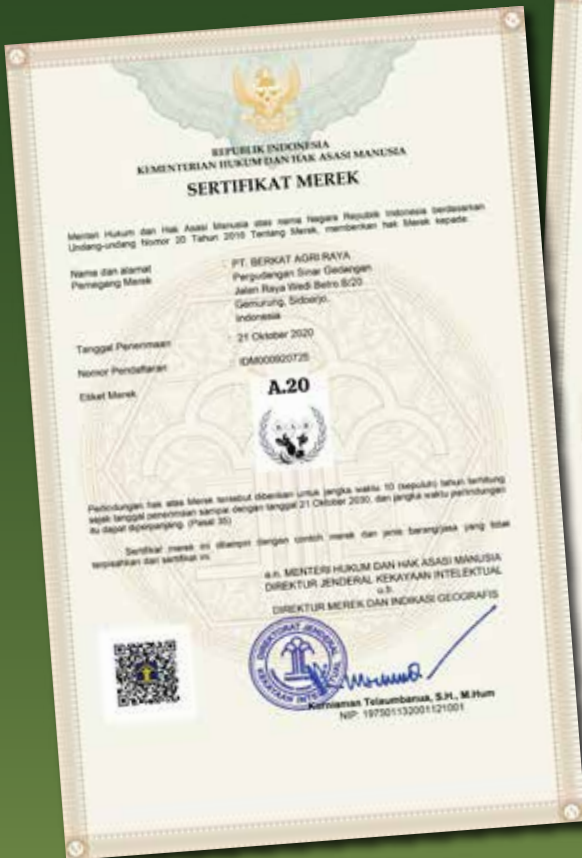 REPUBLIK INDONESIA
KEMENTERIAN HUKUM DAN HAK ASASI MANUSIA
SERTIFIKAT MEREK
Menteri Hukum dan Hak Asasi Manusia atas nama Negara Republik Indonesia berdasarkan
Undang-undang Nomor 20 Tahun 2016 Tentang Merek, memberikan hak Merek kepada:
Nama dan alamat
Pemegang Merek
: PT. BERKAT AGRI RAYA
Pergudangan Sinar Gedangan
Jalan Raya Wedi Betro B/20
Gemurung, Sidoarjo,
Indonesia
Tanggal Penerimaan : 21 Oktober 2020
Nomor Pendaftaran : IDM000920725
Etiket Merek
A.20
Perlindungan hak atas Merek tersebut diberikan untuk jangka waktu 10 (sepuluh) tahun terhitung
sejak tanggal penerimaan sampai dengan tanggal 21 Oktober 2030, dan jangka waktu perlindungan
itu dapat diperpanjang. (Pasal 35)
Sertifikat merek ini dilampiri dengan contoh merek dan jenis barang/jasa yang tidak
terpisahkan dari sertifikat ini.
a.n. MENTERI HUKUM DAN HAK ASASI MANUSIA
DIREKTUR JENDERAL KEKAYAAN INTELEKTUAL
u.b.
DIREKTUR MEREK DAN INDIKASI GEOGRAFIS
DIREKTORAT JENDERAL
KEKAYAAN INTELEKTUAL
Kurniaman Telaumbanua, S.H., M.Hum
NIP. 197501132001121001